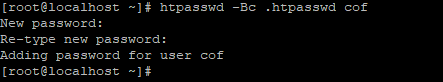 [root@localhost ~]# htpasswd -Bc .htpasswd cof
New password:
Re-type new password:
Adding password for user cof
[root@localhost ~]#